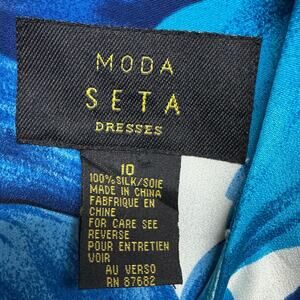 MODA
SETA
DRESSES
10
100% SILK/SOIE
MADE IN CHINA
FABRIQUE EN
CHINE
FOR CARE SEE
REVERSE
POUR ENTRETIEN
VOIR
AU VERSO
RN 87682